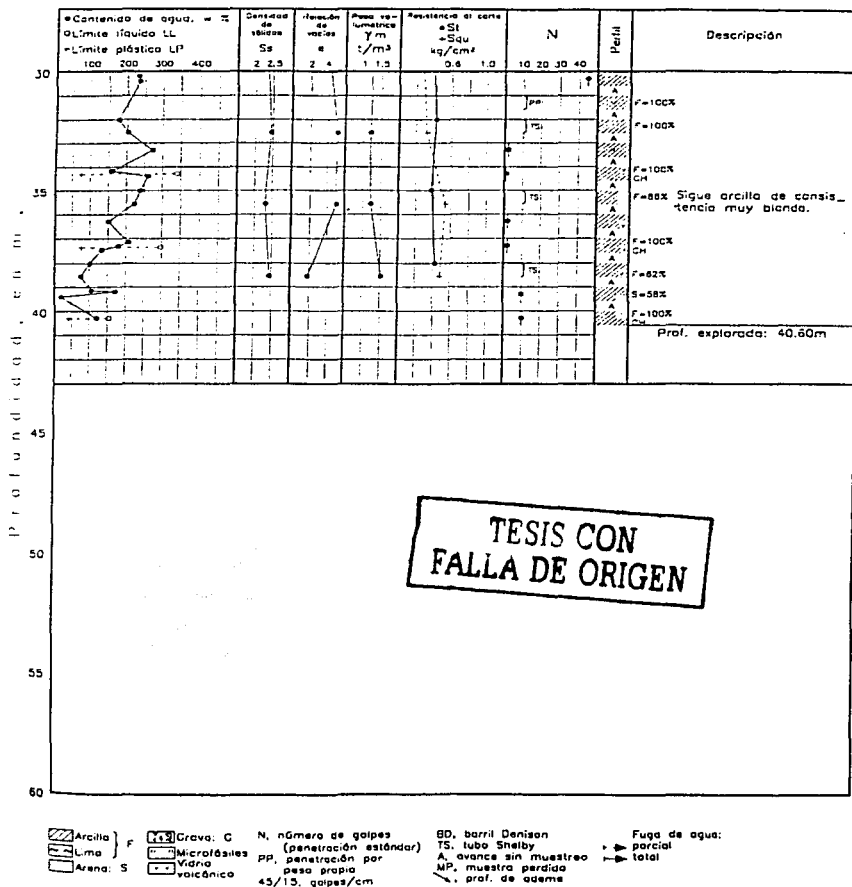 •Contenido de agua, w %
○Límite líquido LL
-Límite plástico LP
100 200 300 400
Densidad de sólidos
Ss
2 2.5
Relación de vacíos
e
2 4
Peso volumétrico
γm
t/m³
1 1.5
Resistencia al corte
•St
+Squ
kg/cm²
0.6 1.0
N
10 20 40
Perfil
Descripción
Profundidad, en m.
30
35
40
45
50
55
60
PP
TS
TS
TS
A
A
A
A
A
A
A
A
A
F=100%
F=100%
F=100%
CH
F=88%
F=100%
CH
F=82%
S=58%
F=100%
CH
Sigue arcilla de consis_
tencia muy blanda.
Prof. explorada: 40.60m
TESIS CON
FALLA DE ORIGEN
Arcilla
Limo
F
Arena: S
Grava: G
Microfósiles
Vidrio
volcánico
N, número de golpes
(penetración estándar)
PP, penetración por
peso propio
45/15, golpes/cm
BD, barril Denison
TS, tubo Shelby
A, avance sin muestreo
MP, muestra perdida
prof. de ademe
Fuga de agua:
parcial
total